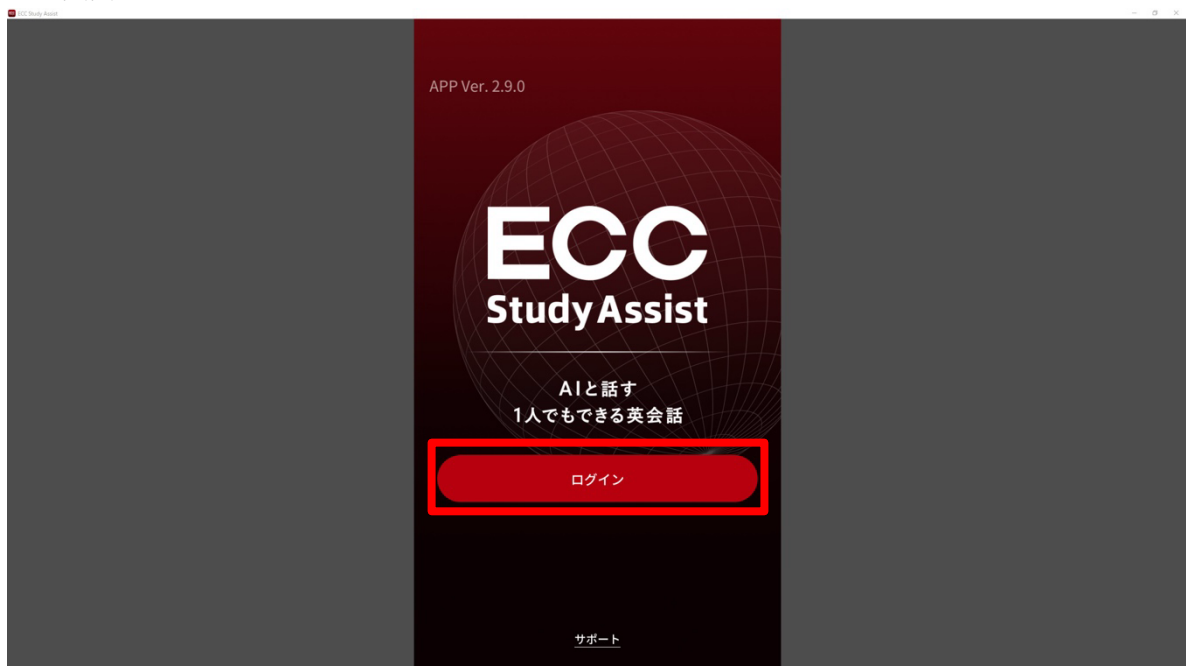 ECC Study Assist
APP Ver. 2.9.0
ECC
StudyAssist
AIと話す
1人でもできる英会話
ログイン
サポート